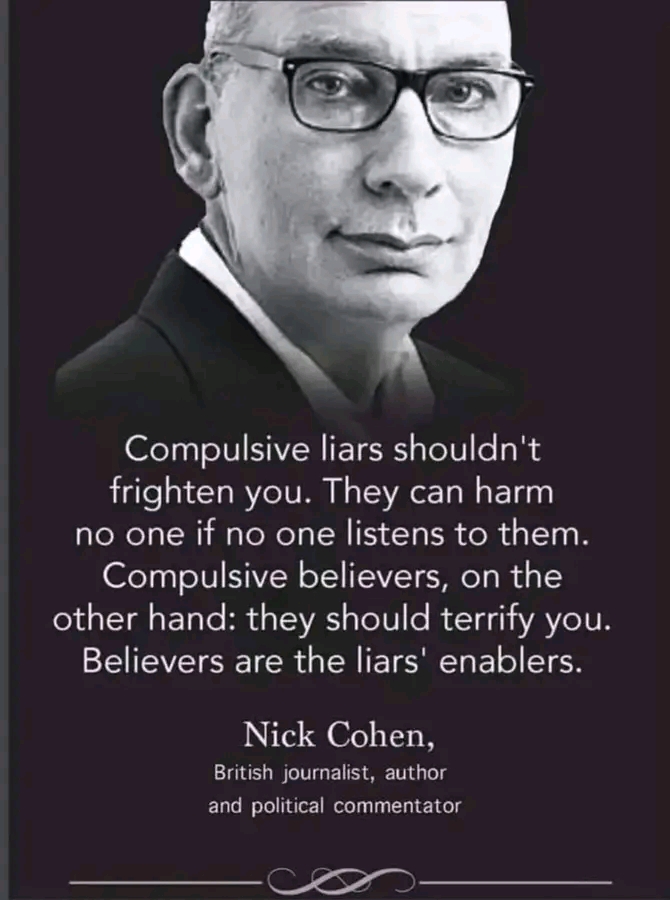 Compulsive liars shouldn't
frighten you. They can harm
no one if no one listens to them.
Compulsive believers, on the
other hand: they should terrify you.
Believers are the liars' enablers.
Nick Cohen,
British journalist, author
and political commentator